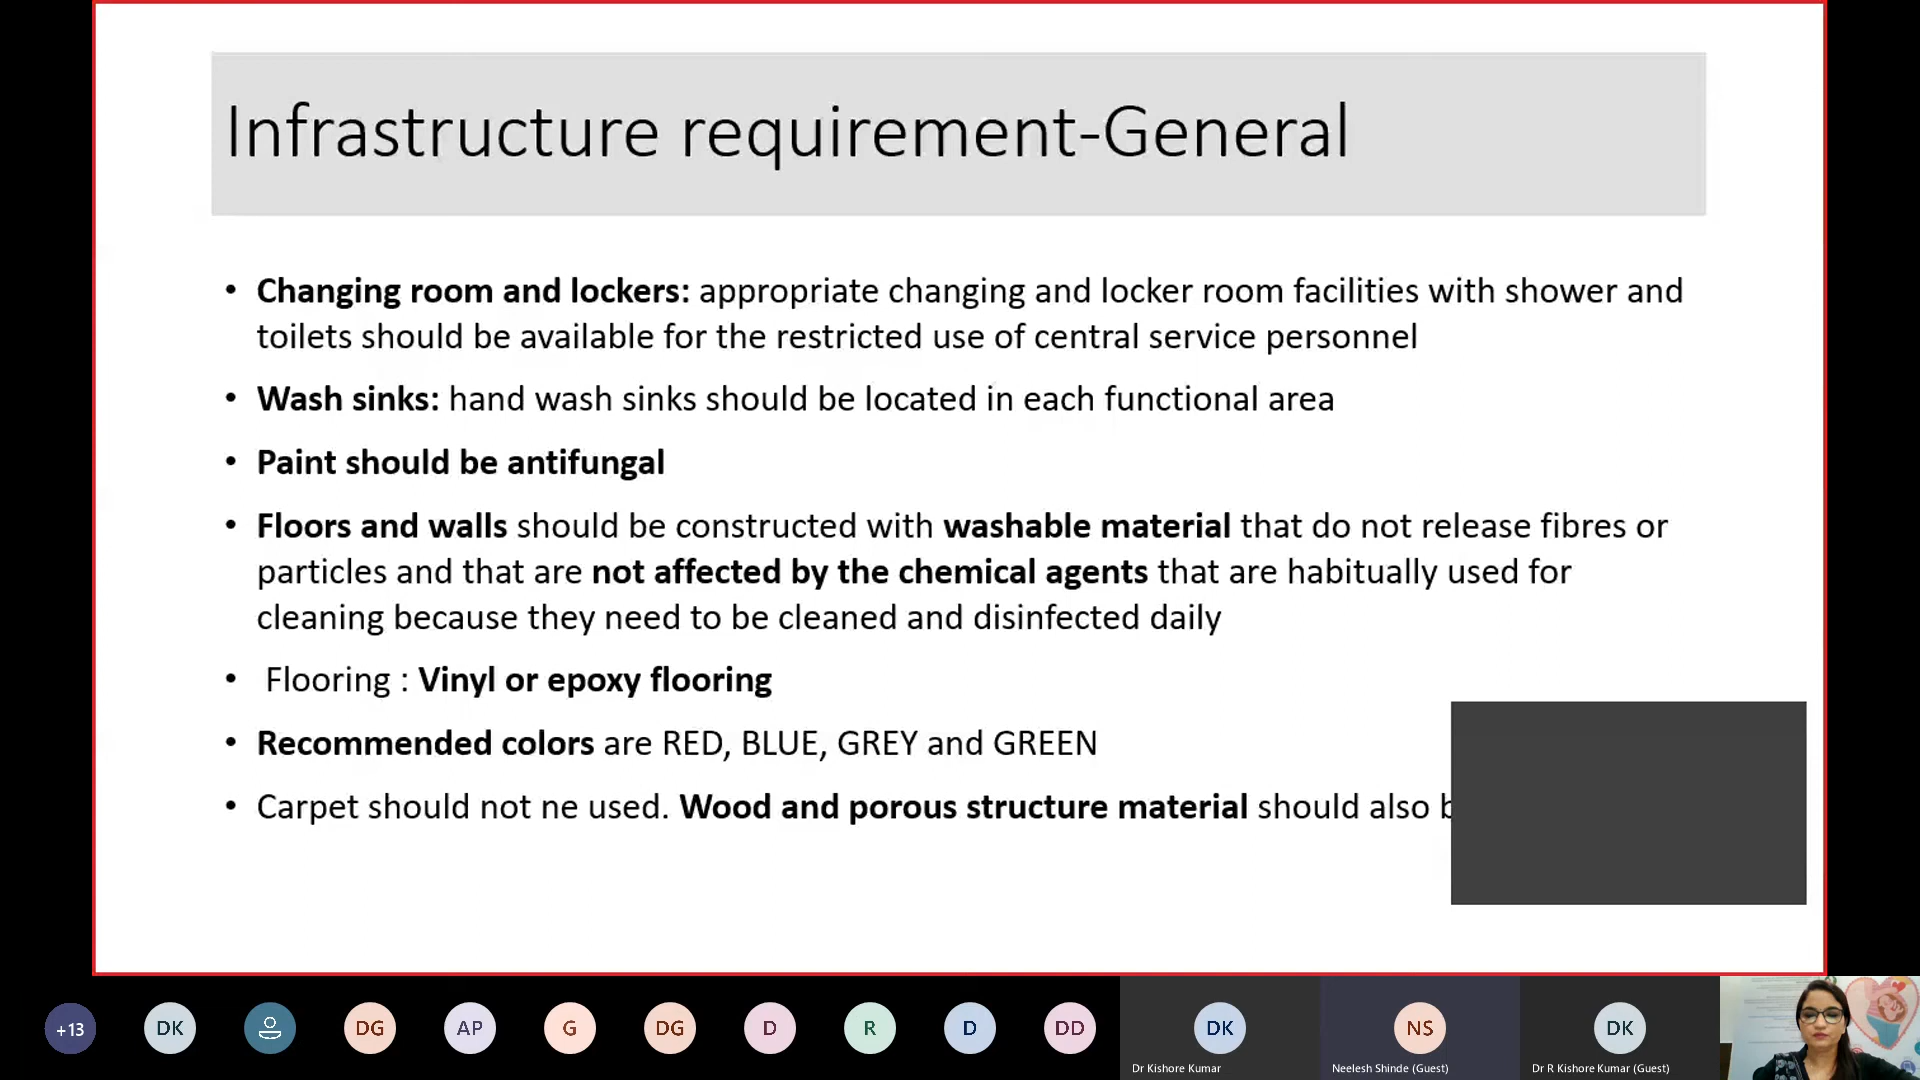 Infrastructure requirement-General
• Changing room and lockers: appropriate changing and locker room facilities with shower and
toilets should be available for the restricted use of central service personnel
• Wash sinks: hand wash sinks should be located in each functional area
• Paint should be antifungal
• Floors and walls should be constructed with washable material that do not release fibres or
particles and that are not affected by the chemical agents that are habitually used for
cleaning because they need to be cleaned and disinfected daily
• Flooring : Vinyl or epoxy flooring
• Recommended colors are RED, BLUE, GREY and GREEN
• Carpet should not ne used. Wood and porous structure material should also
+13 DK DG AP G DG D R D DD DK NS DK
Dr Kishore Kumar Neelesh Shinde (Guest) Dr R Kishore Kumar (Guest)